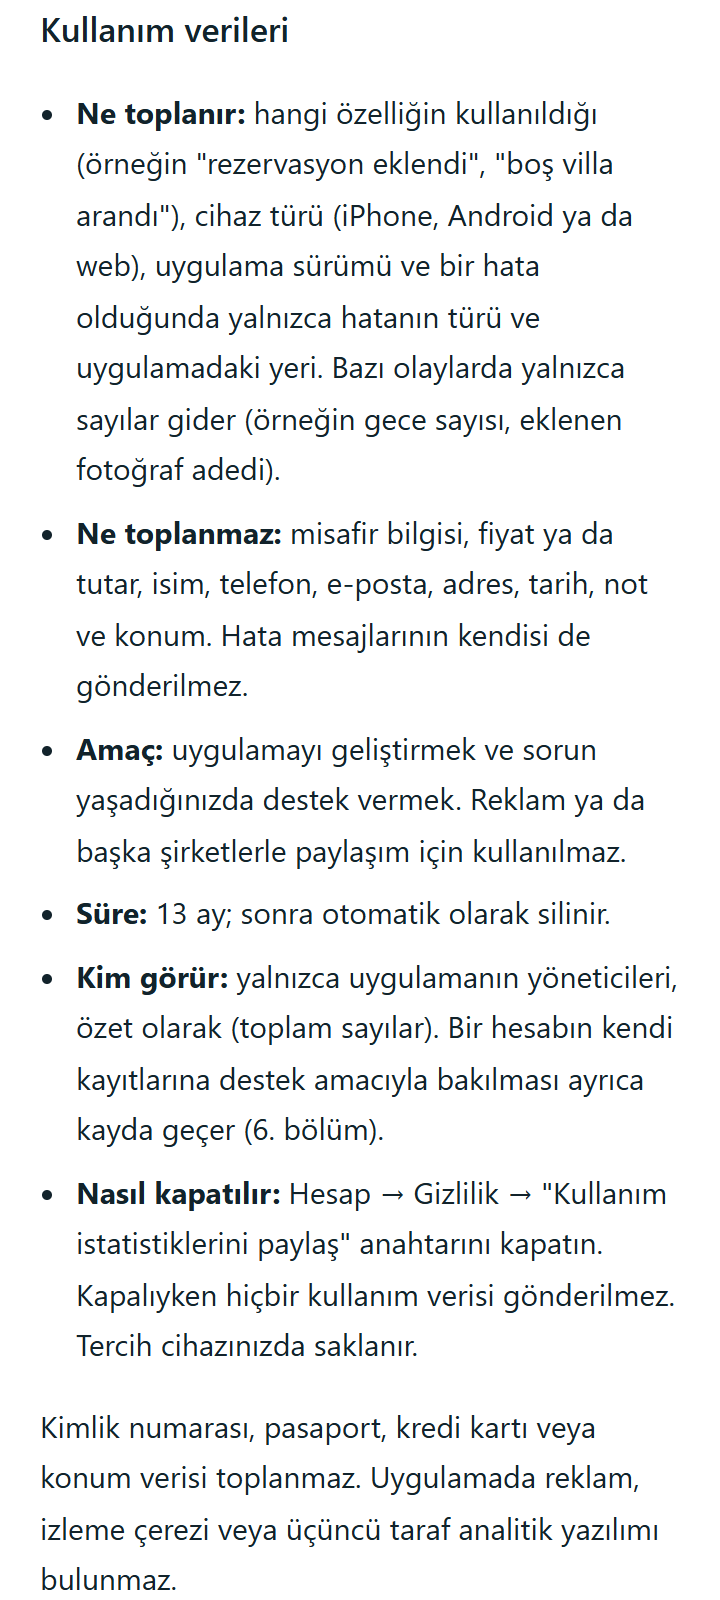 Kullanım verileri
• Ne toplanır: hangi özelliğin kullanıldığı
(örneğin "rezervasyon eklendi", "boş villa
arandı"), cihaz türü (iPhone, Android ya da
web), uygulama sürümü ve bir hata
olduğunda yalnızca hatanın türü ve
uygulamadaki yeri. Bazı olaylarda yalnızca
sayılar gider (örneğin gece sayısı, eklenen
fotoğraf adedi).
• Ne toplanmaz: misafir bilgisi, fiyat ya da
tutar, isim, telefon, e-posta, adres, tarih, not
ve konum. Hata mesajlarının kendisi de
gönderilmez.
• Amaç: uygulamayı geliştirmek ve sorun
yaşadığınızda destek vermek. Reklam ya da
başka şirketlerle paylaşım için kullanılmaz.
• Süre: 13 ay; sonra otomatik olarak silinir.
• Kim görür: yalnızca uygulamanın yöneticileri,
özet olarak (toplam sayılar). Bir hesabın kendi
kayıtlarına destek amacıyla bakılması ayrıca
kayda geçer (6. bölüm).
• Nasıl kapatılır: Hesap → Gizlilik → "Kullanım
istatistiklerini paylaş" anahtarını kapatın.
Kapalıyken hiçbir kullanım verisi gönderilmez.
Tercih cihazınızda saklanır.
Kimlik numarası, pasaport, kredi kartı veya
konum verisi toplanmaz. Uygulamada reklam,
izleme çerezi veya üçüncü taraf analitik yazılımı
bulunmaz.